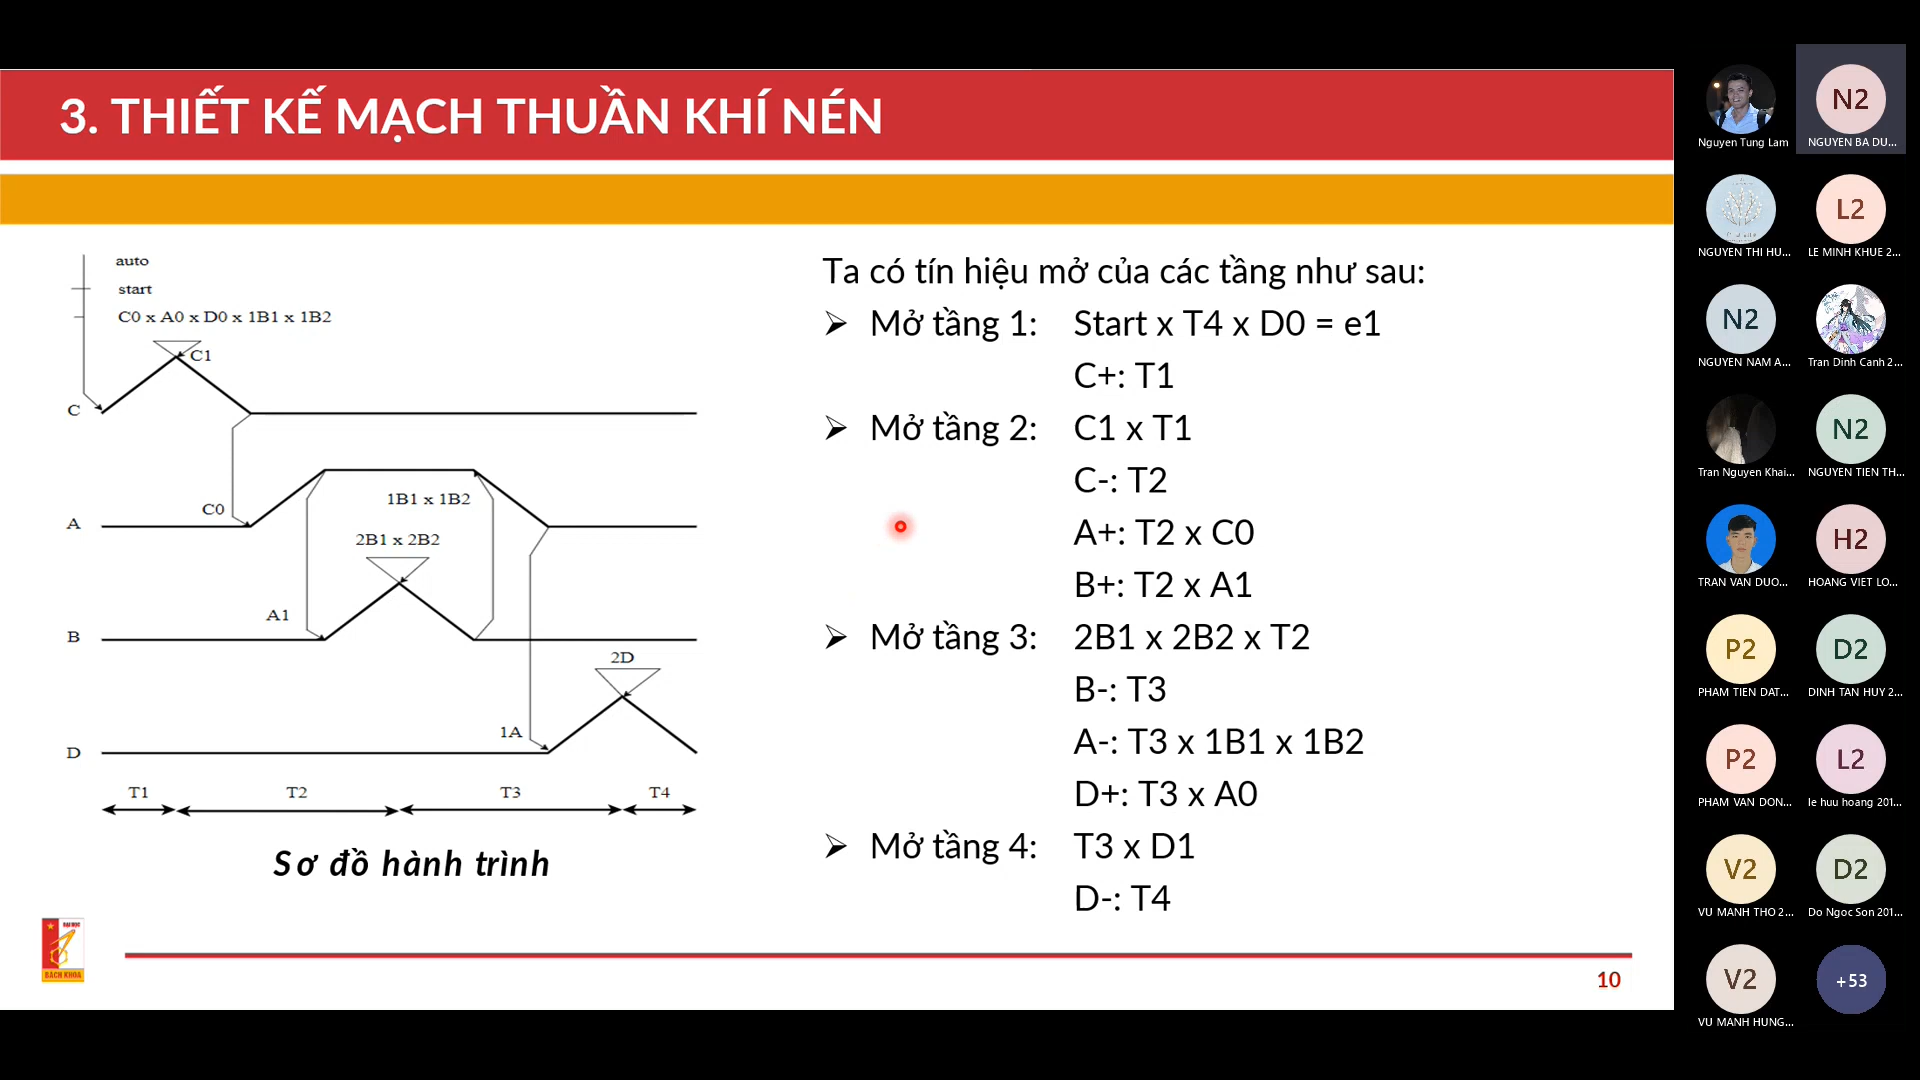 3. THIẾT KẾ MẠCH THUẦN KHÍ NÉN
auto
start
C0 x A0 x D0 x 1B1 x 1B2
C1
C
C0
A
1B1 x 1B2
2B1 x 2B2
A1
B
2D
1A
D
T1
T2
T3
T4
Sơ đồ hành trình
Ta có tín hiệu mở của các tầng như sau:
➢ Mở tầng 1: Start x T4 x D0 = e1
C+: T1
➢ Mở tầng 2: C1 x T1
C-: T2
A+: T2 x C0
B+: T2 x A1
➢ Mở tầng 3: 2B1 x 2B2 x T2
B-: T3
A-: T3 x 1B1 x 1B2
D+: T3 x A0
➢ Mở tầng 4: T3 x D1
D-: T4
ĐẠI HỌC
BÁCH KHOA
10
Nguyen Tung Lam
N2
NGUYEN BA DU...
NGUYEN THI HU...
L2
LE MINH KHUE 2...
N2
NGUYEN NAM A...
Tran Dinh Canh 2...
Tran Nguyen Khai...
N2
NGUYEN TIEN TH...
TRAN VAN DUO...
H2
HOANG VIET LO...
P2
PHAM TIEN DAT...
D2
DINH TAN HUY 2...
P2
PHAM VAN DON...
L2
le huu hoang 201...
V2
VU MANH THO 2...
D2
Do Ngoc Son 201...
V2
VU MANH HUNG...
+53